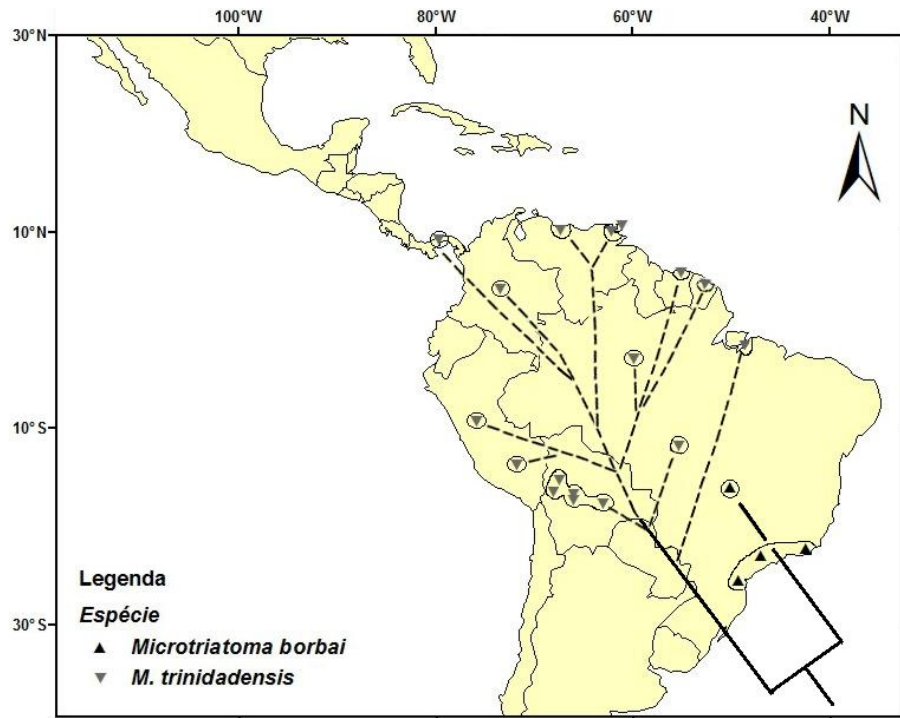 100°W 80°W 60°W 40°W
30°N
N
10°N
10°S
30°S
Legenda
Espécie
Microtriatoma borbai
M. trinidadensis